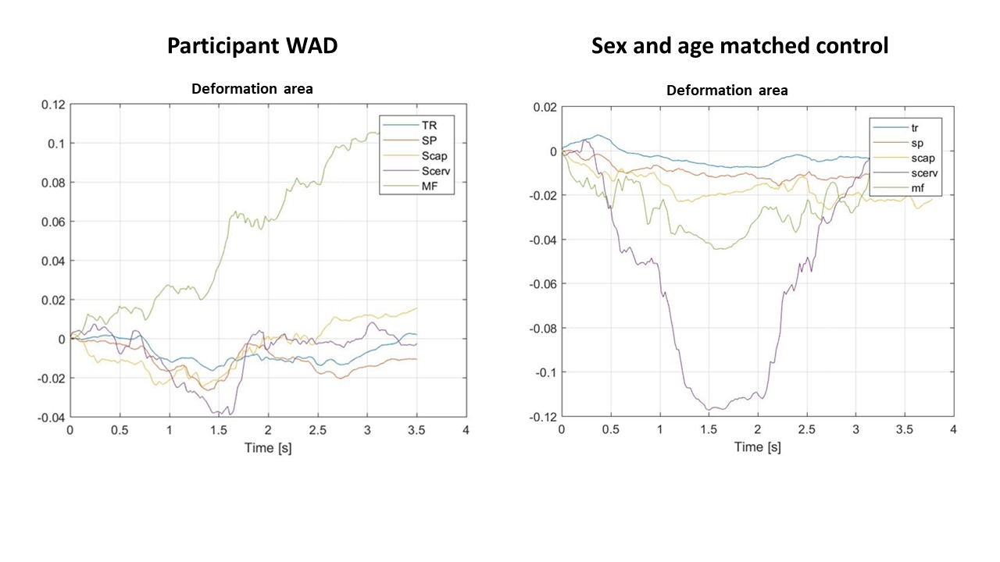 Participant WAD
Sex and age matched control
Deformation area
Deformation area
0.12
0.1
0.08
0.06
0.04
0.02
0
-0.02
-0.04
TR
SP
Scap
Scerv
MF
0 0.5 1 1.5 2 2.5 3 3.5 4
Time [s]
0.02
0
-0.02
-0.04
-0.06
-0.08
-0.1
-0.12
tr
sp
scap
scerv
mf
0 0.5 1 1.5 2 2.5 3 3.5 4
Time [s]